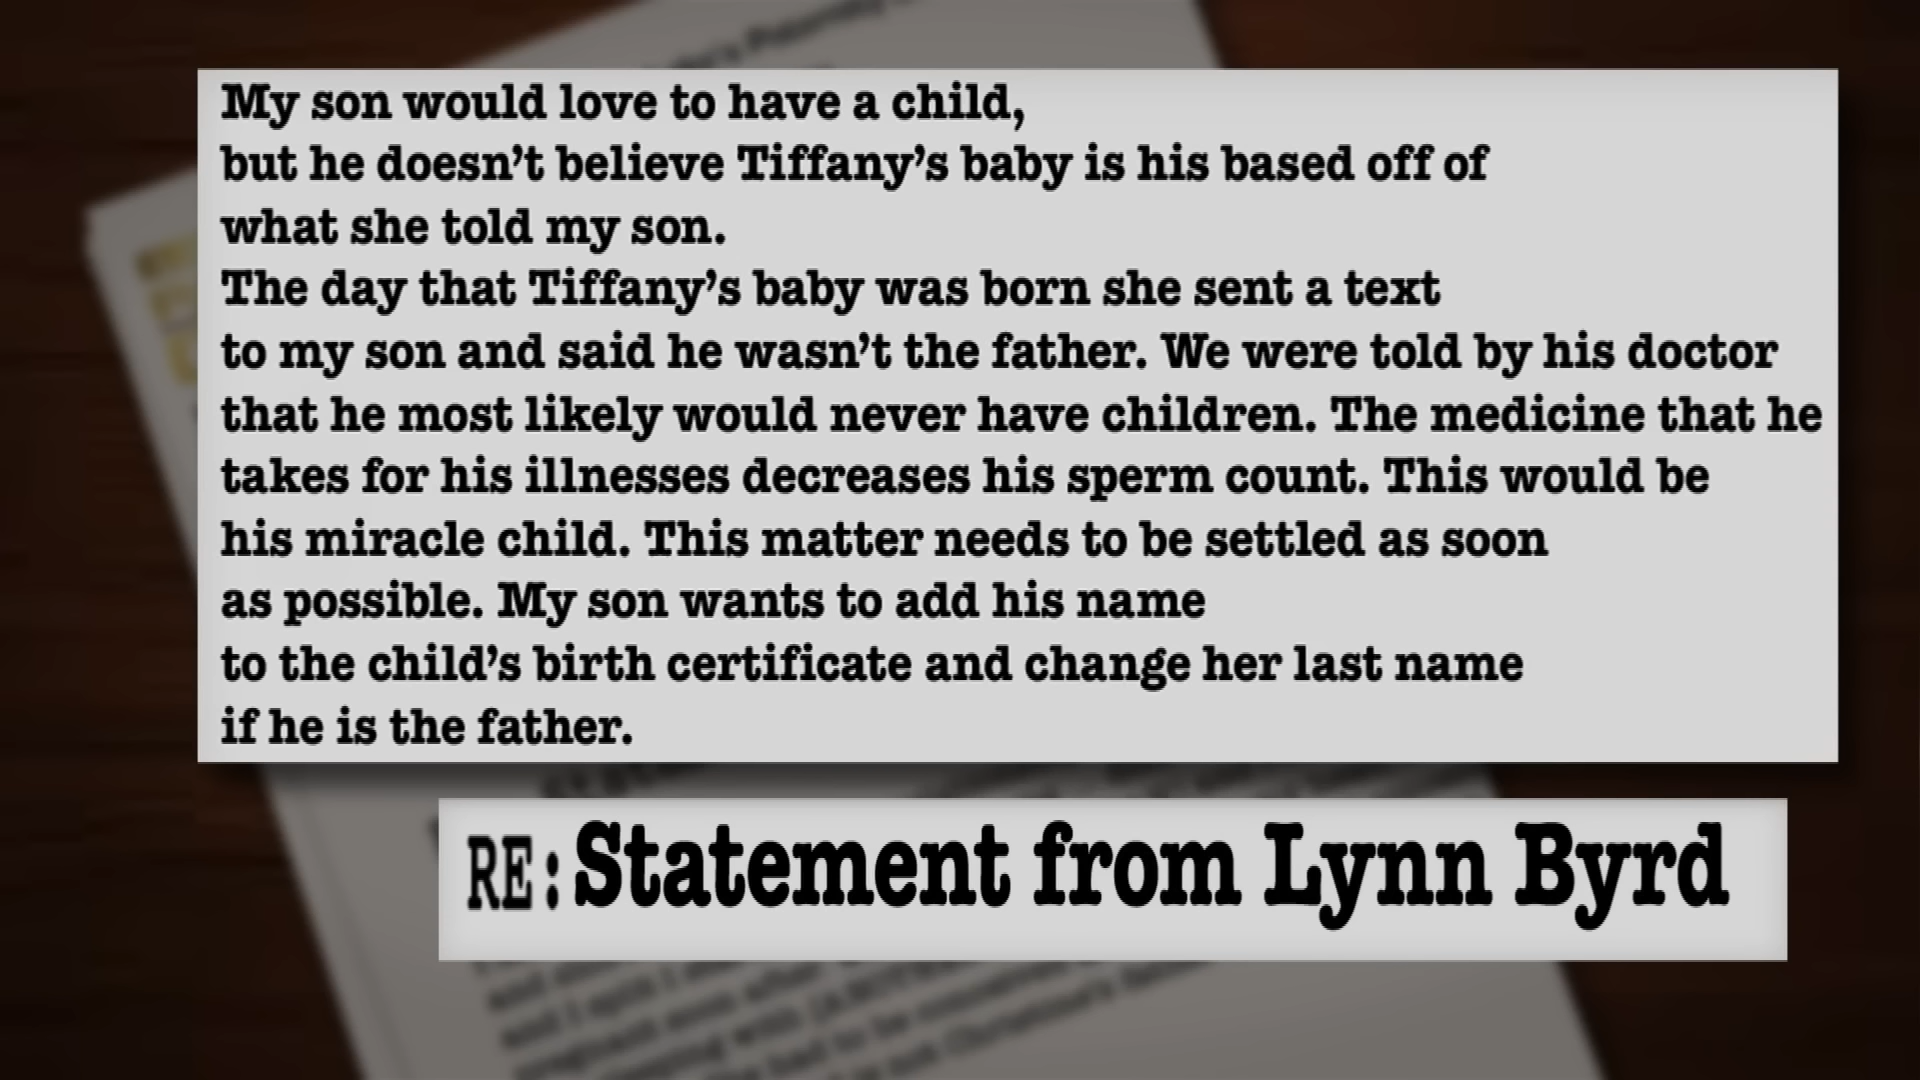 My son would love to have a child,
but he doesn’t believe Tiffany’s baby is his based off of
what she told my son.
The day that Tiffany’s baby was born she sent a text
to my son and said he wasn’t the father. We were told by his doctor
that he most likely would never have children. The medicine that he
takes for his illnesses decreases his sperm count. This would be
his miracle child. This matter needs to be settled as soon
as possible. My son wants to add his name
to the child’s birth certificate and change her last name
if he is the father.
RE: Statement from Lynn Byrd